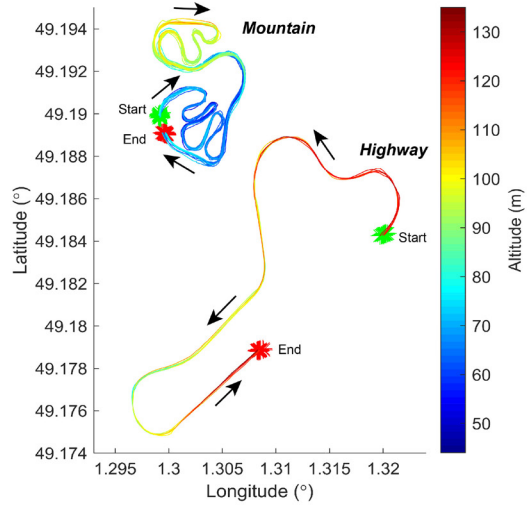 49.194
49.192
49.19
49.188
49.186
49.184
49.182
49.18
49.178
49.176
49.174
Latitude (°)
1.295
1.3
1.305
1.31
1.315
1.32
Longitude (°)
Mountain
Start
End
Highway
Start
End
130
120
110
100
90
80
70
60
50
Altitude (m)